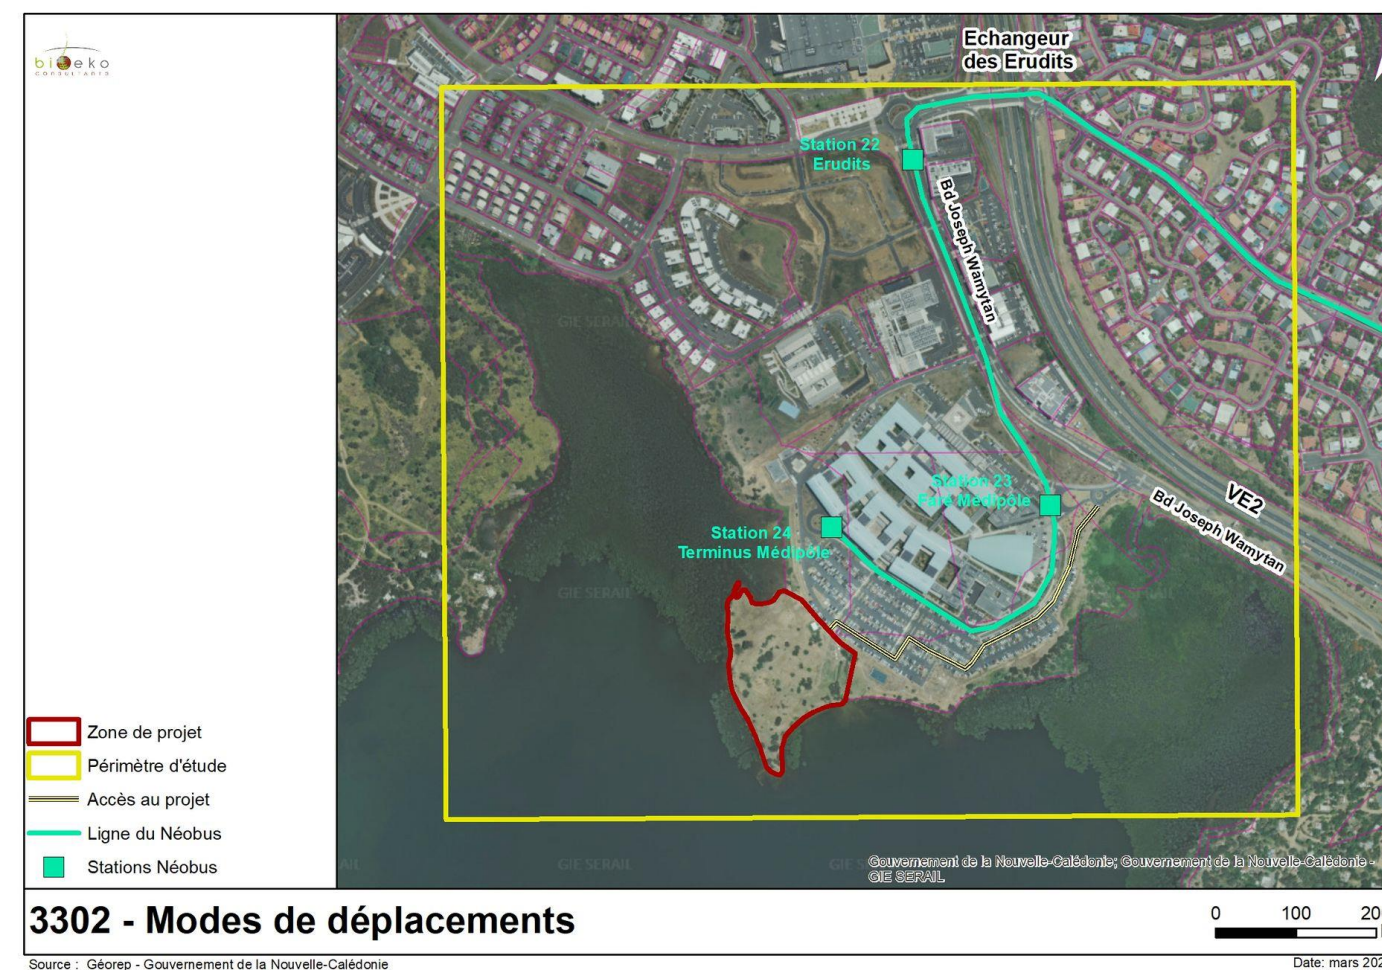 bioeko
CONSULTANTS
Echangeur
des Erudits
Station 22
Erudits
Bd Joseph Wamytan
GIE SERAIL
Station 23
Fare Médipôle
VE2
Bd Joseph Wamytan
Station 24
Terminus Médipôle
GIE SERAIL
Zone de projet
Périmètre d'étude
Accès au projet
Ligne du Néobus
Stations Néobus
GIE SERAIL
Gouvernement de la Nouvelle-Calédonie; Gouvernement de la Nouvelle-Calédonie -
GIE SERAIL
3302 - Modes de déplacements
0 100
Source : Géorep - Gouvernement de la Nouvelle-Calédonie
Date: mars